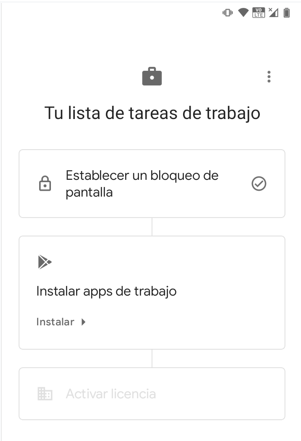 Tu lista de tareas de trabajo
Establecer un bloqueo de
pantalla
Instalar apps de trabajo
Instalar
Activar licencia